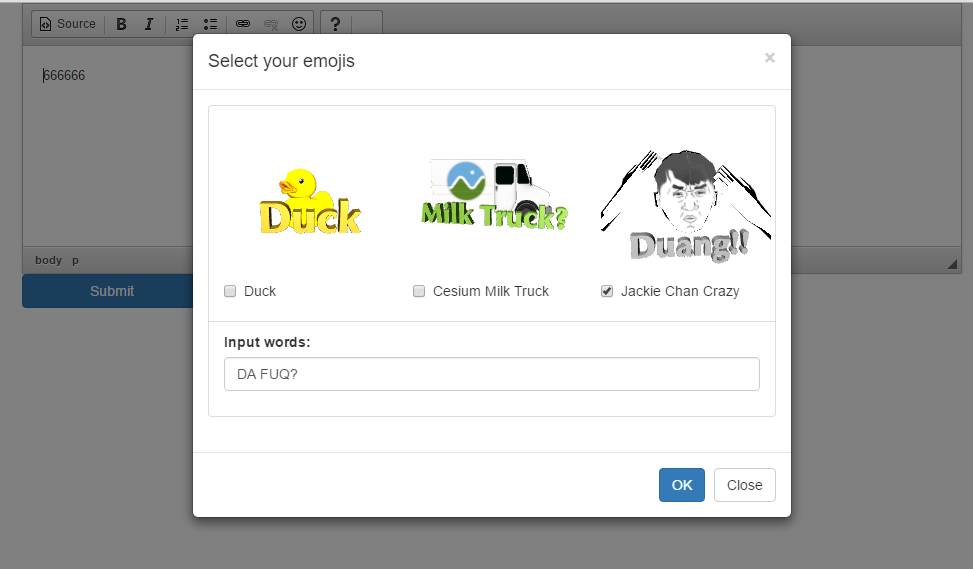 Source B I ?
Select your emojis ×
666666
Duck Milk Truck? Duang!!
body p
Submit
Duck Cesium Milk Truck Jackie Chan Crazy
Input words:
DA FUQ?
OK Close